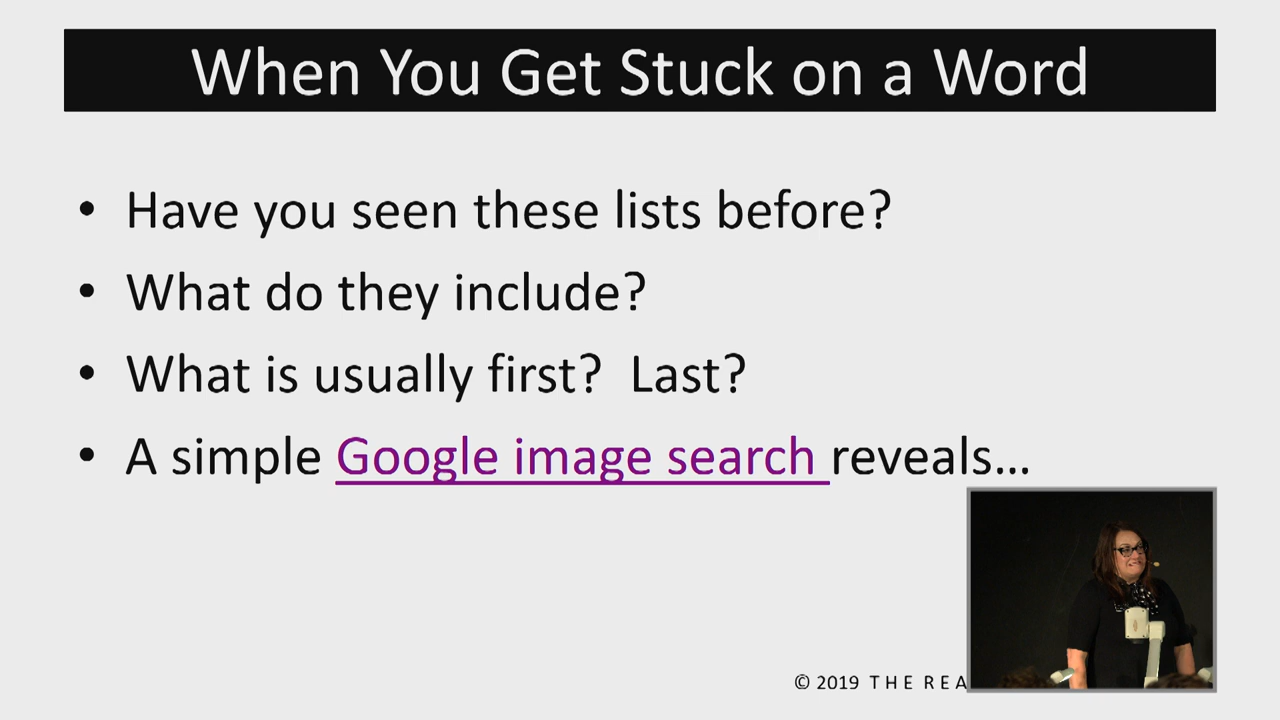 When You Get Stuck on a Word
• Have you seen these lists before?
• What do they include?
• What is usually first?  Last?
• A simple Google image search reveals...
© 2019 THE REA